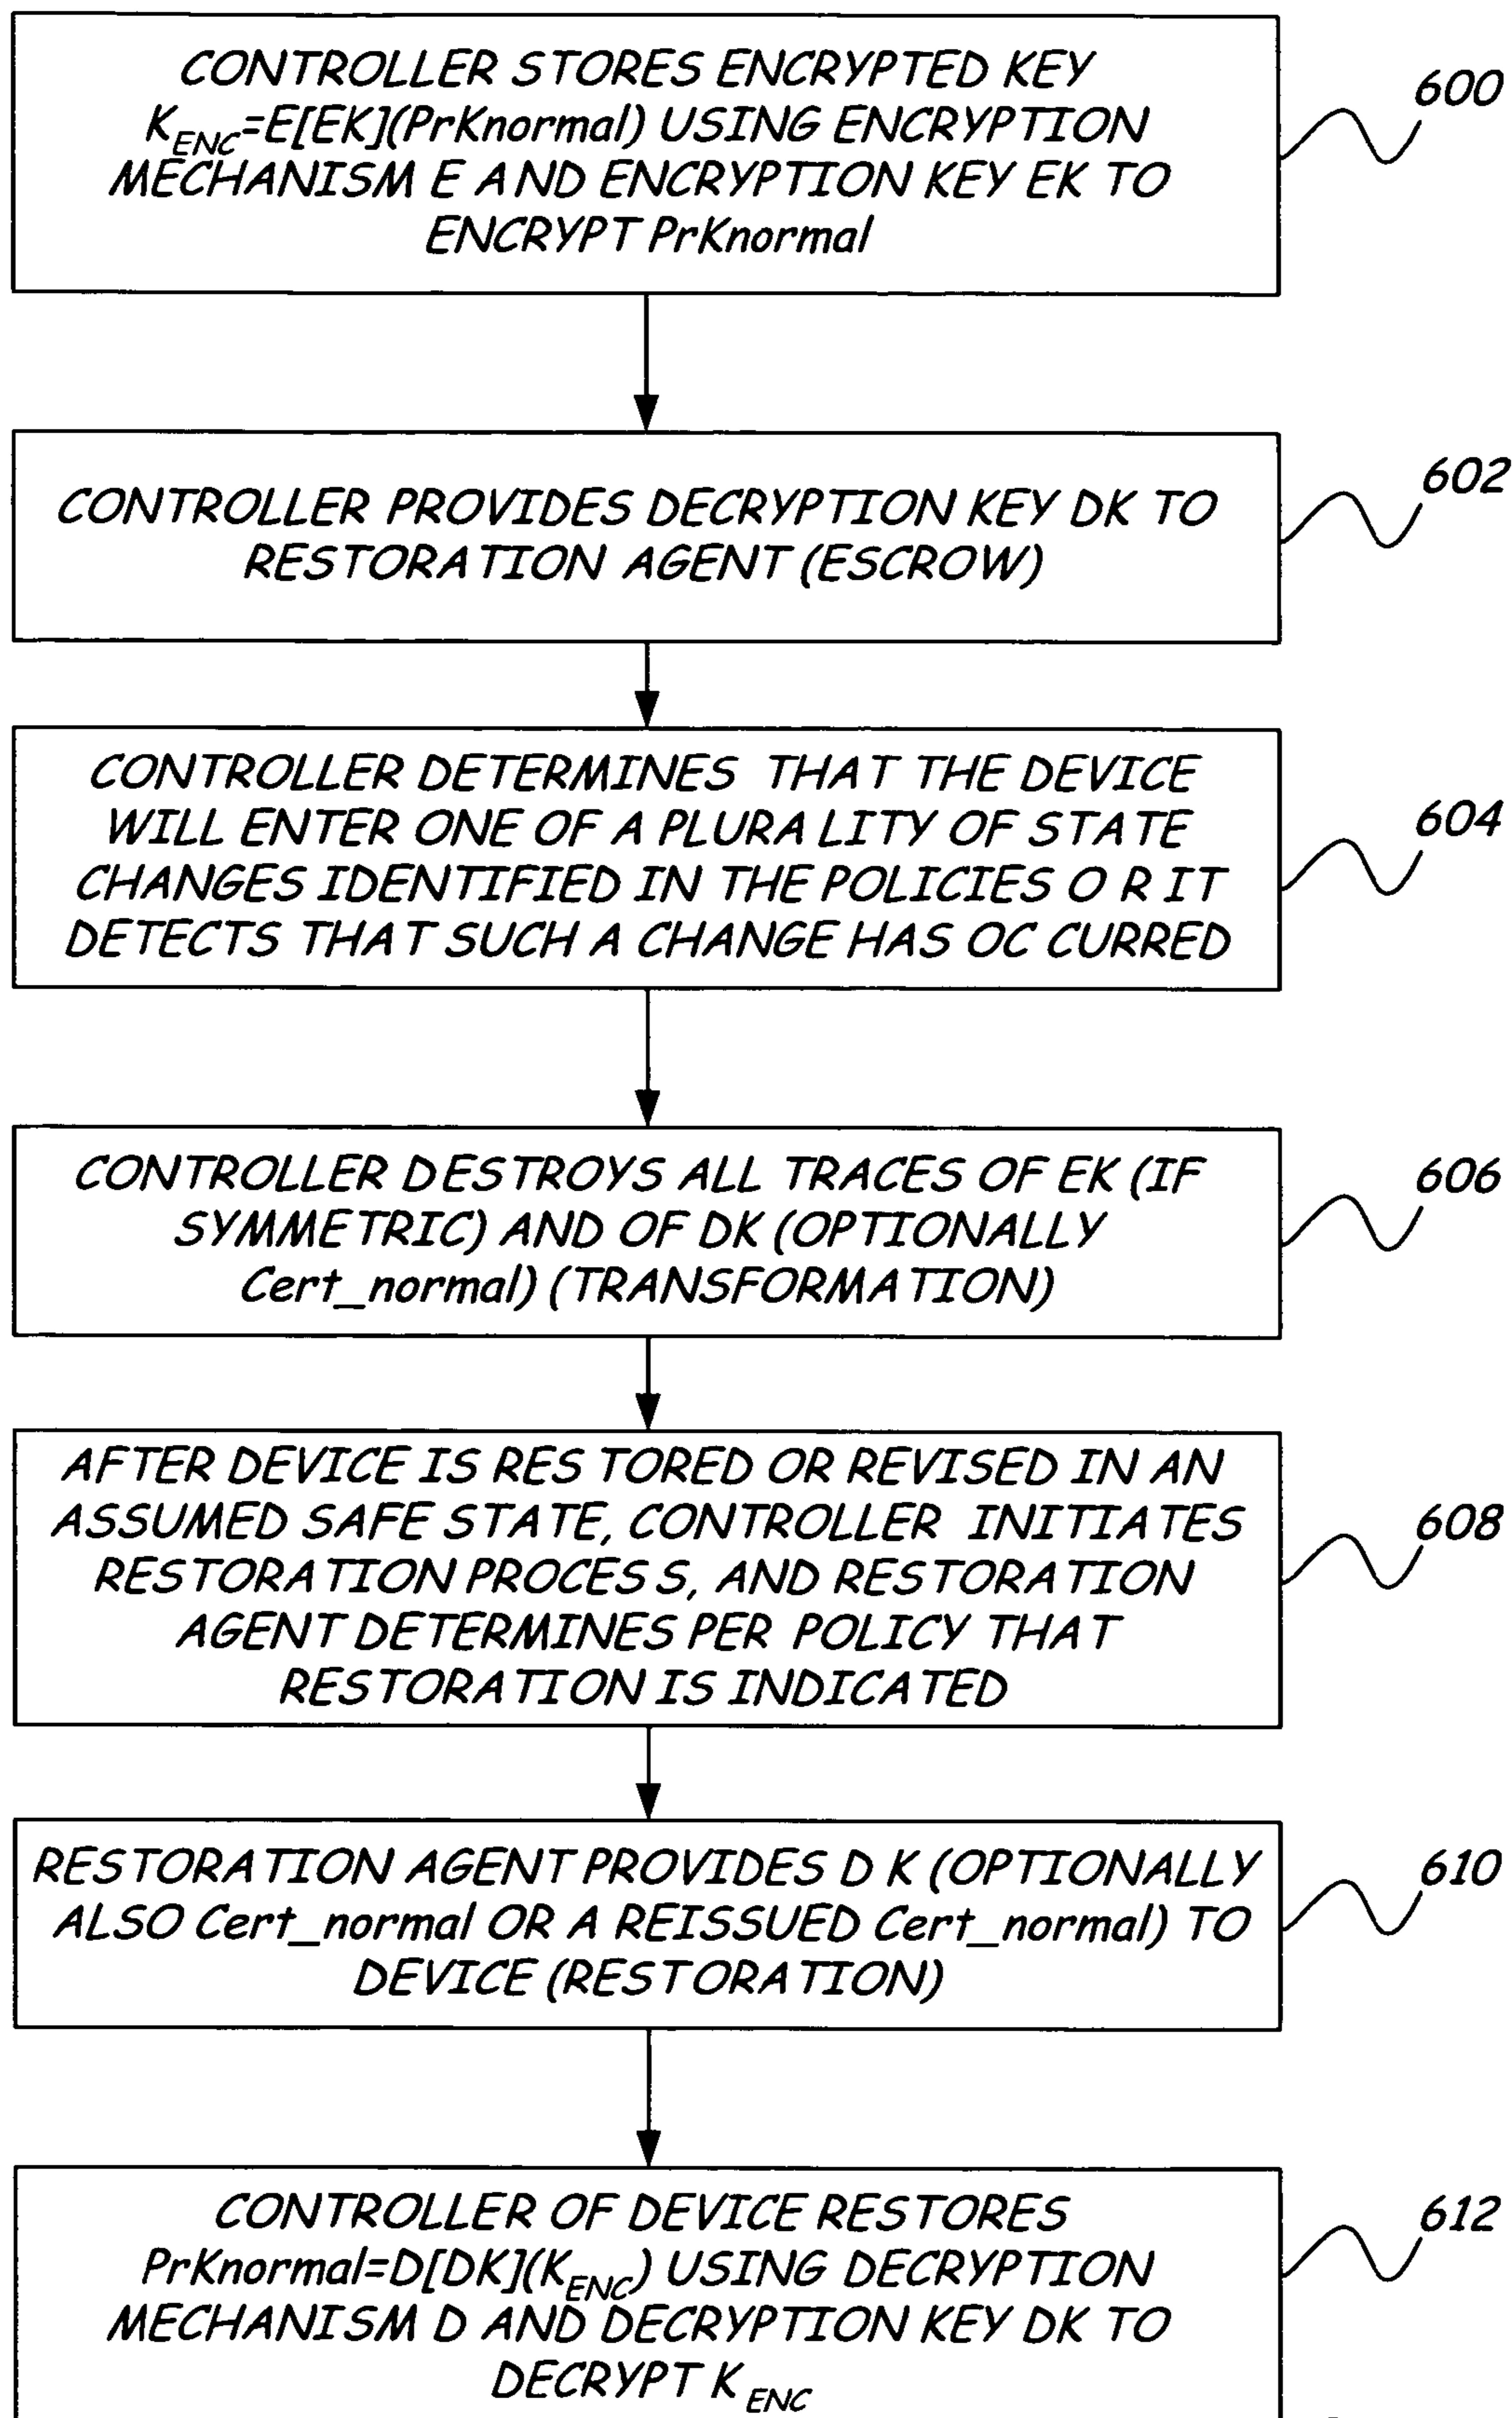 CONTROLLER STORES ENCRYPTED KEY
K_ENC=E[EK](PrKnormal) USING ENCRYPTION
MECHANISM E AND ENCRYPTION KEY EK TO
ENCRYPT PrKnormal
600
CONTROLLER PROVIDES DECRYPTION KEY DK TO
RESTORATION AGENT (ESCROW)
602
CONTROLLER DETERMINES THAT THE DEVICE
WILL ENTER ONE OF A PLURALITY OF STATE
CHANGES IDENTIFIED IN THE POLICIES OR IT
DETECTS THAT SUCH A CHANGE HAS OCCURRED
604
CONTROLLER DESTROYS ALL TRACES OF EK (IF
SYMMETRIC) AND OF DK (OPTIONALLY
Cert_normal) (TRANSFORMATION)
606
AFTER DEVICE IS RESTORED OR REVISED IN AN
ASSUMED SAFE STATE, CONTROLLER INITIATES
RESTORATION PROCESS, AND RESTORATION
AGENT DETERMINES PER POLICY THAT
RESTORATION IS INDICATED
608
RESTORATION AGENT PROVIDES DK (OPTIONALLY
ALSO Cert_normal OR A REISSUED Cert_normal) TO
DEVICE (RESTORATION)
610
CONTROLLER OF DEVICE RESTORES
PrKnormal=D[DK](K_ENC) USING DECRYPTION
MECHANISM D AND DECRYPTION KEY DK TO
DECRYPT K_ENC
612